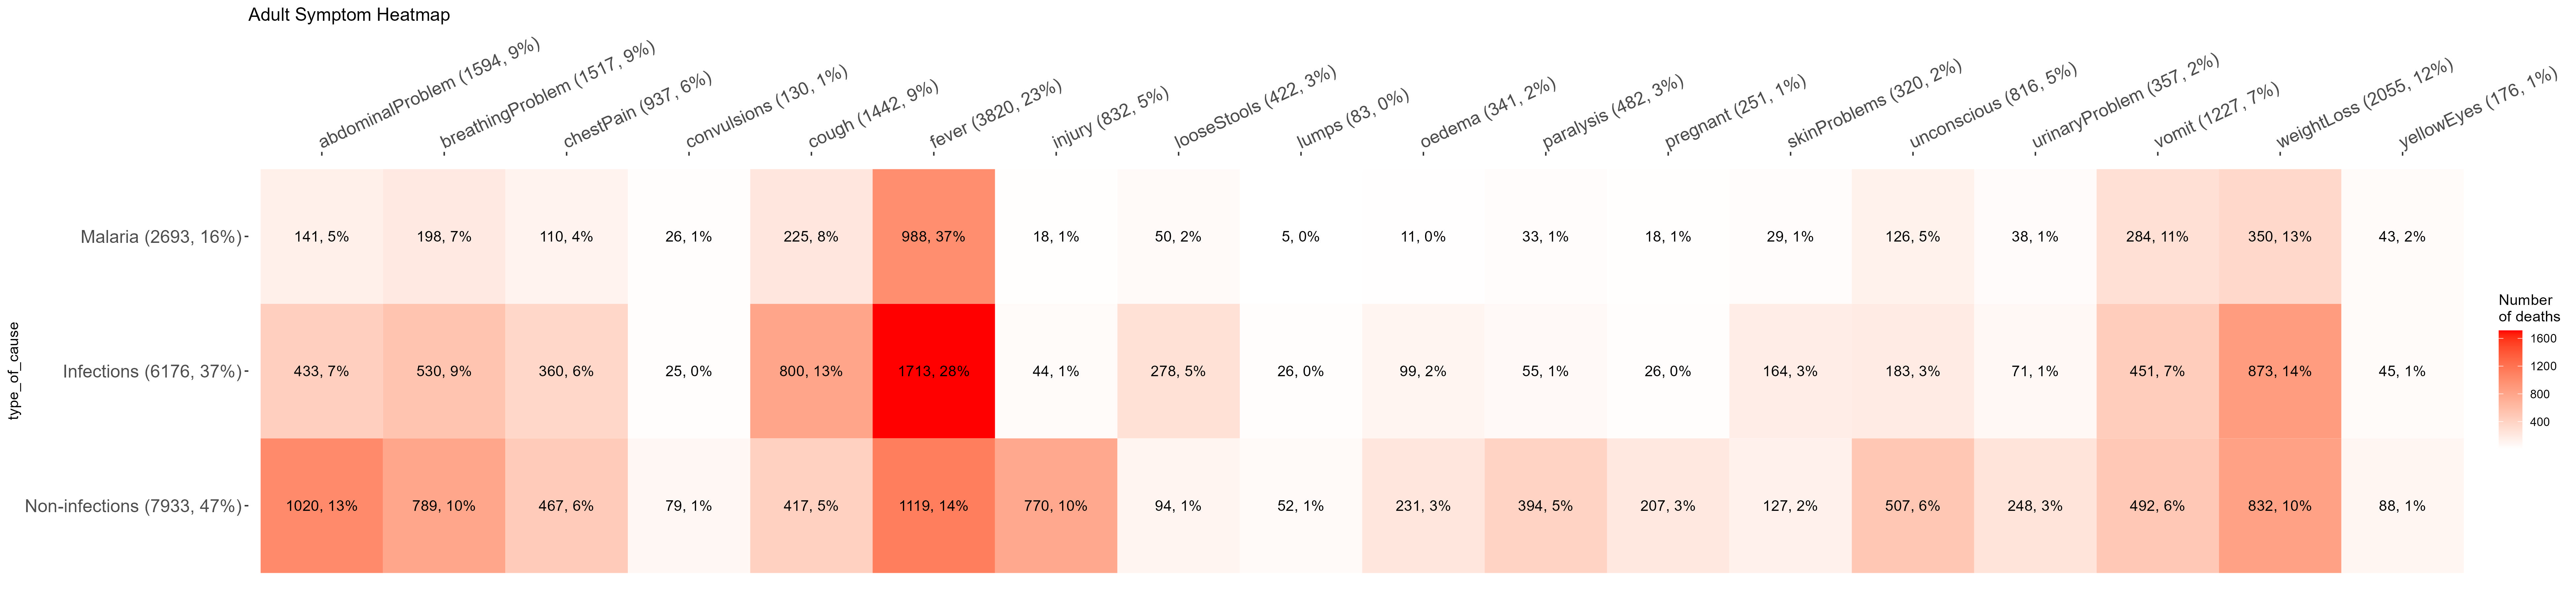 Adult Symptom Heatmap
abdominalProblem (1594, 9%)
breathingProblem (1517, 9%)
chestPain (937, 6%)
convulsions (130, 1%)
cough (1442, 9%)
fever (3820, 23%)
injury (832, 5%)
looseStools (422, 3%)
lumps (83, 0%)
oedema (341, 2%)
paralysis (482, 3%)
pregnant (251, 1%)
skinProblems (320, 2%)
unconscious (816, 5%)
urinaryProblem (357, 2%)
vomit (1227, 7%)
weightLoss (2055, 12%)
yellowEyes (176, 1%)
type_of_cause
Malaria (2693, 16%)
141, 5%
198, 7%
110, 4%
26, 1%
225, 8%
988, 37%
18, 1%
50, 2%
5, 0%
11, 0%
33, 1%
18, 1%
29, 1%
126, 5%
38, 1%
284, 11%
350, 13%
43, 2%
Infections (6176, 37%)
433, 7%
530, 9%
360, 6%
25, 0%
800, 13%
1713, 28%
44, 1%
278, 5%
26, 0%
99, 2%
55, 1%
26, 0%
164, 3%
183, 3%
71, 1%
451, 7%
873, 14%
45, 1%
Non-infections (7933, 47%)
1020, 13%
789, 10%
467, 6%
79, 1%
417, 5%
1119, 14%
770, 10%
94, 1%
52, 1%
231, 3%
394, 5%
207, 3%
127, 2%
507, 6%
248, 3%
492, 6%
832, 10%
88, 1%
Number
of deaths
1600
1200
800
400